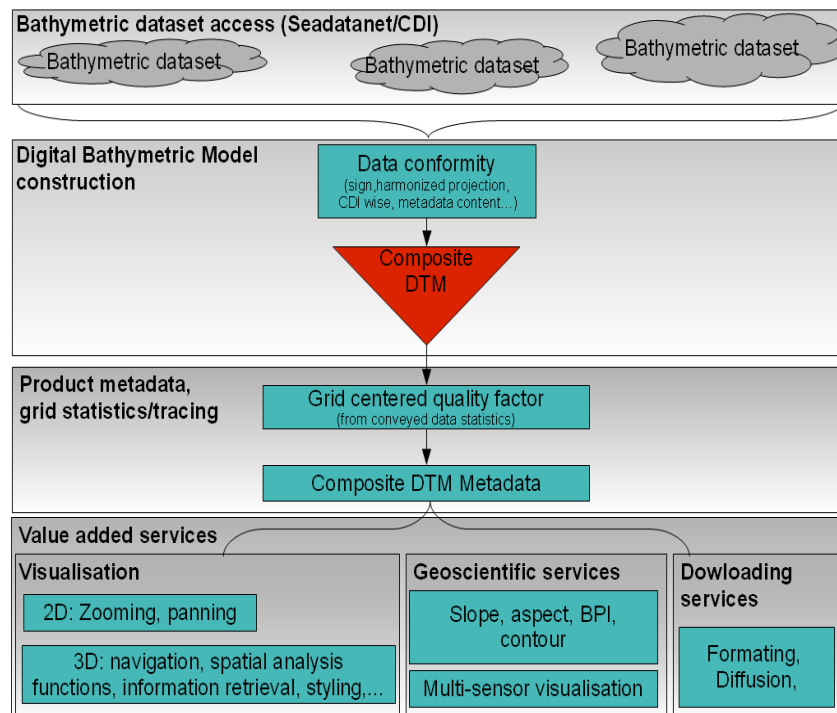 Bathymetric dataset access (Seadatanet/CDI)
Bathymetric dataset
Bathymetric dataset
Bathymetric dataset
Digital Bathymetric Model
construction
Data conformity
(sign,harmonized projection,
CDI wise, metadata content...)
Composite
DTM
Product metadata,
grid statistics/tracing
Grid centered quality factor
(from conveyed data statistics)
Composite DTM Metadata
Value added services
Visualisation
2D: Zooming, panning
3D: navigation, spatial analysis
functions, information retrieval, styling,...
Geoscientific services
Slope, aspect, BPI,
contour
Multi-sensor visualisation
Dowloading
services
Formating,
Diffusion,